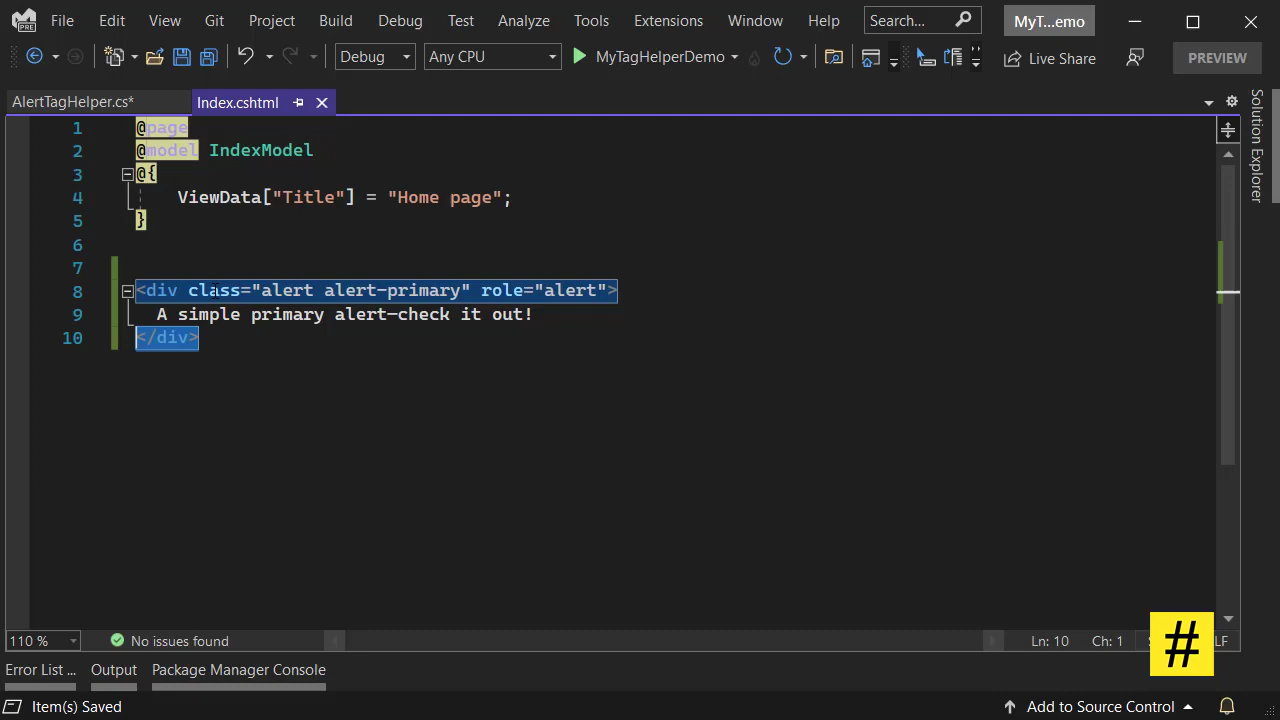 File Edit View Git Project Build Debug Test Analyze Tools Extensions Window Help Search... MyT...emo
Debug Any CPU MyTagHelperDemo Live Share PREVIEW
AlertTagHelper.cs* Index.cshtml
Solution Explorer
1 @page
2 @model IndexModel
3 @{
4 ViewData["Title"] = "Home page";
5 }
6
7
8 <div class="alert alert-primary" role="alert">
9 A simple primary alert—check it out!
10 </div>
110 % No issues found Ln: 10 Ch: 1 LF
#
Error List ... Output Package Manager Console
Item(s) Saved Add to Source Control